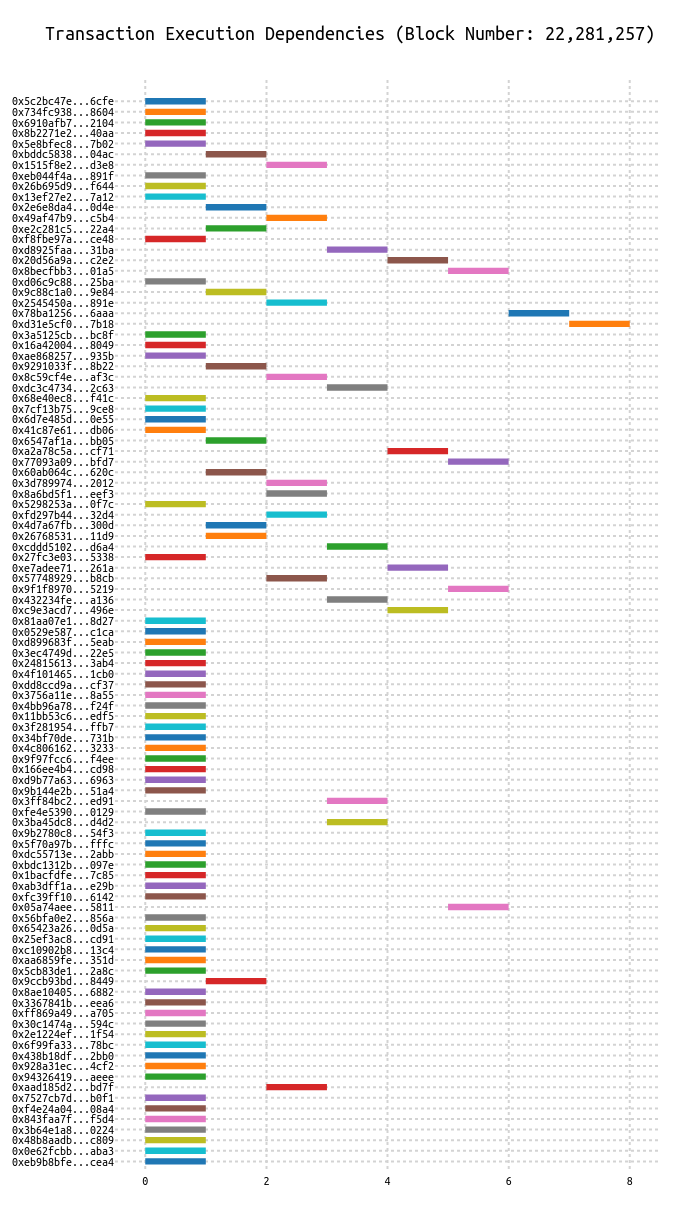 Transaction Execution Dependencies (Block Number: 22,281,257)
0x5c2bc47e...6cfe
0x734fc938...8604
0x6910afb7...2104
0x8b2271e2...40aa
0x5e8bfec8...7b02
0xbddc5838...04ac
0x1515f8e2...d3e8
0xeb044f4a...891f
0x26b695d9...f644
0x13ef27e2...7a12
0x2e6e8da4...0d4e
0x49af47b9...c5b4
0xe2c281c5...22a4
0xf8fbe97a...ce48
0xd8925faa...31ba
0x20d56a9a...c2e2
0x8becfbb3...01a5
0xd06c9c88...25ba
0x9c88c1a0...9e84
0x2545450a...891e
0x78ba1256...6aaa
0xd31e5cf0...7b18
0x3a5125cb...bc8f
0x16a42004...8049
0xae868257...935b
0x9291033f...8b22
0x8c59cf4e...af3c
0xdc3c4734...2c63
0x68e40ec8...f41c
0x7cf13b75...9ce8
0x6d7e485d...0e55
0x41c87e61...db06
0x6547af1a...bb05
0xa2a78c5a...cf71
0x77093a09...bfd7
0x60ab064c...620c
0x3d789974...2012
0x8a6bd5f1...eef3
0x5298253a...0f7c
0xfd297b44...32d4
0x4d7a67fb...300d
0x26768531...11d9
0xcddd5102...d6a4
0x27fc3e03...5338
0xe7adee71...261a
0x57748929...b8cb
0x9f1f8970...5219
0x432234fe...a136
0xc9e3acd7...496e
0x81aa07e1...8d27
0x0529e587...c1ca
0xd899683f...5eab
0x3ec4749d...22e5
0x24815613...3ab4
0x4f101465...1cb0
0xdd8ccd9a...cf37
0x3756a11e...8a55
0x4bb96a78...f24f
0x11bb53c6...edf5
0x3f281954...ffb7
0x34bf70de...731b
0x4c806162...3233
0x9f97fcc6...f4ee
0x166ee4b4...cd98
0xd9b77a63...6963
0x9b144e2b...51a4
0x3ff84bc2...ed91
0xfe4e5390...0129
0x3ba45dc8...d4d2
0x9b2780c8...54f3
0x5f70a97b...fffc
0xdc55713e...2abb
0xbdc1312b...097e
0x1bacfdfe...7c85
0xab3dff1a...e29b
0xfc39ff10...6142
0x05a74aee...5811
0x56bfa0e2...856a
0x65423a26...0d5a
0x25ef3ac8...cd91
0xc10902b8...13c4
0xaa6859fe...351d
0x5cb83de1...2a8c
0x9ccb93bd...8449
0x8ae10405...6882
0x3367841b...eea6
0xff869a49...a705
0x30c1474a...594c
0x2e1224ef...1f54
0x6f99fa33...78bc
0x438b18df...2bb0
0x928a31ec...4cf2
0x94326419...aeee
0xaad185d2...bd7f
0x7527cb7d...b0f1
0xf4e24a04...08a4
0x843faa7f...f5d4
0x3b64e1a8...0224
0x48b8aadb...c809
0x0e62fcbb...aba3
0xeb9b8bfe...cea4
0 2 4 6 8